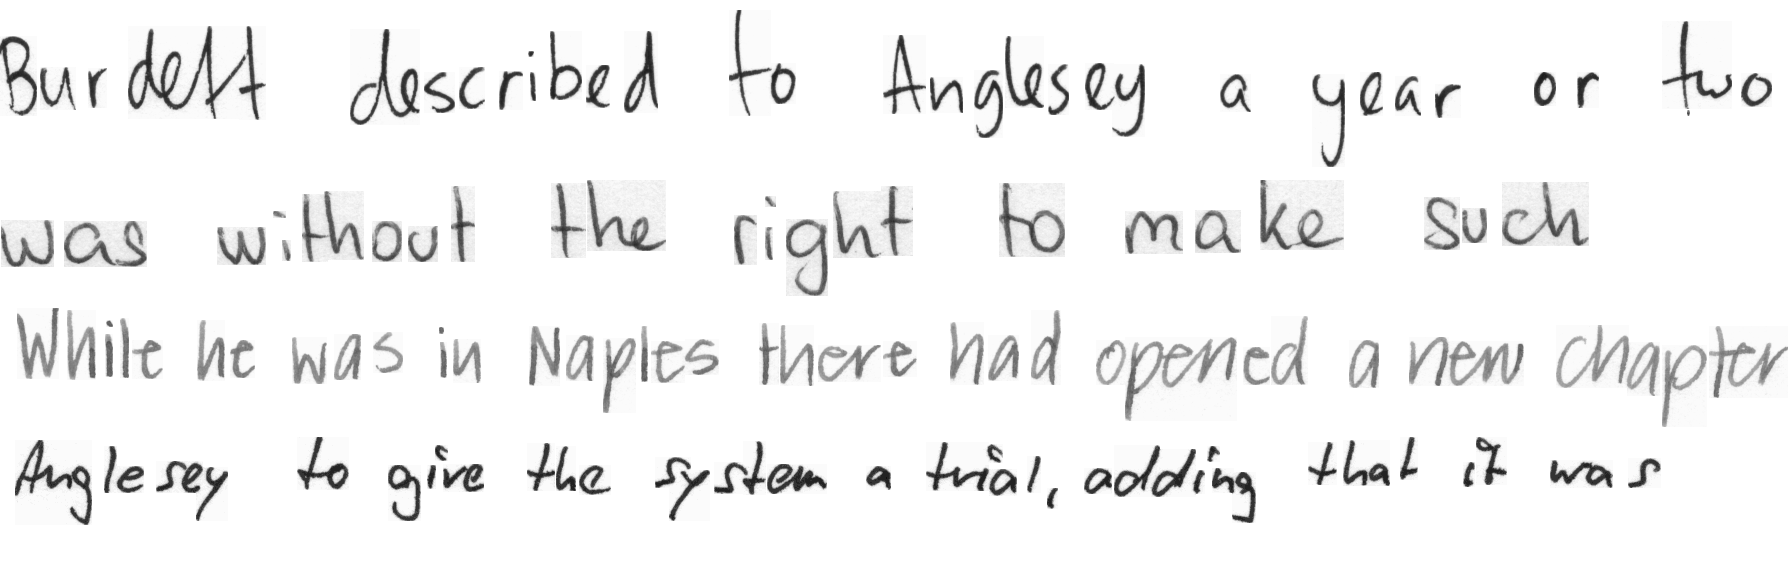 Burdett described to Anglesey a year or two
was without the right to make such
While he was in Naples there had opened a new chapter
Anglesey to give the system a trial, adding that it was